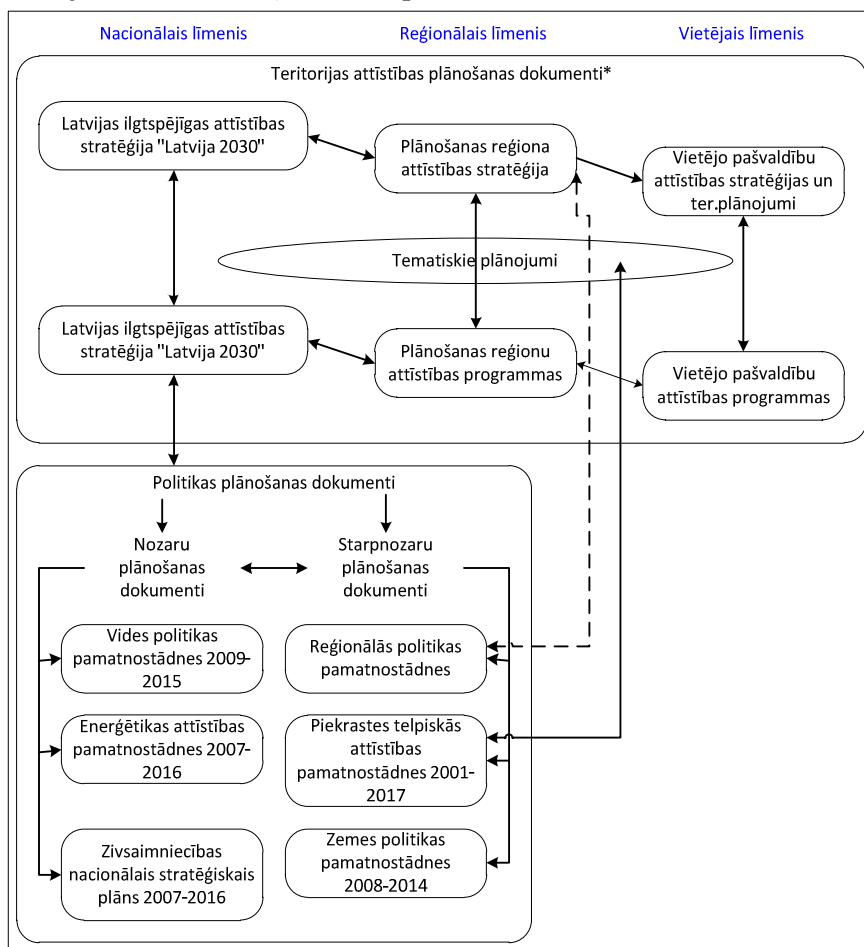 Nacionālais līmenis
Reģionālais līmenis
Vietējais līmenis
Teritorijas attīstības plānošanas dokumenti*
Latvijas ilgtspējīgas attīstības
stratēģija "Latvija 2030"
Plānošanas reģiona
attīstības stratēģija
Vietējo pašvaldību
attīstības stratēģijas un
ter.plānojumi
Tematiskie plānojumi
Latvijas ilgtspējīgas attīstības
stratēģija "Latvija 2030"
Plānošanas reģionu
attīstības programmas
Vietējo pašvaldību
attīstības programmas
Politikas plānošanas dokumenti
Nozaru
plānošanas
dokumenti
Starpnozaru
plānošanas
dokumenti
Vides politikas
pamatnostādnes 2009-
2015
Reģionālās politikas
pamatnostādnes
Enerģētikas attīstības
pamatnostādnes 2007-
2016
Piekrastes telpiskās
attīstības
pamatnostādnes 2001-
2017
Zivsaimniecības
nacionālais stratēģiskais
plāns 2007-2016
Zemes politikas
pamatnostādnes
2008-2014